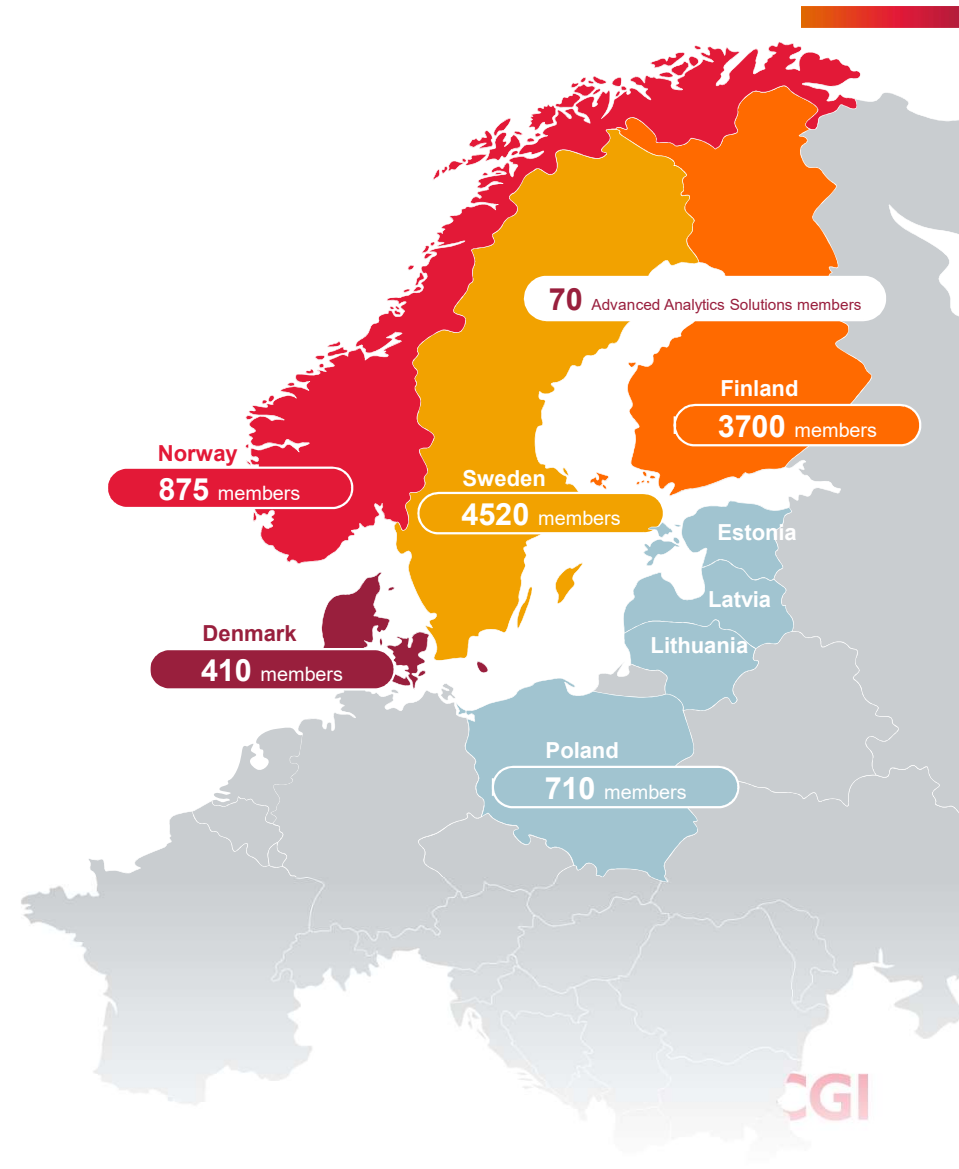 70 Advanced Analytics Solutions members
Finland
3700 members
Norway
875 members
Sweden
4520 members
Estonia
Latvia
Denmark
410 members
Lithuania
Poland
710 members
CGI